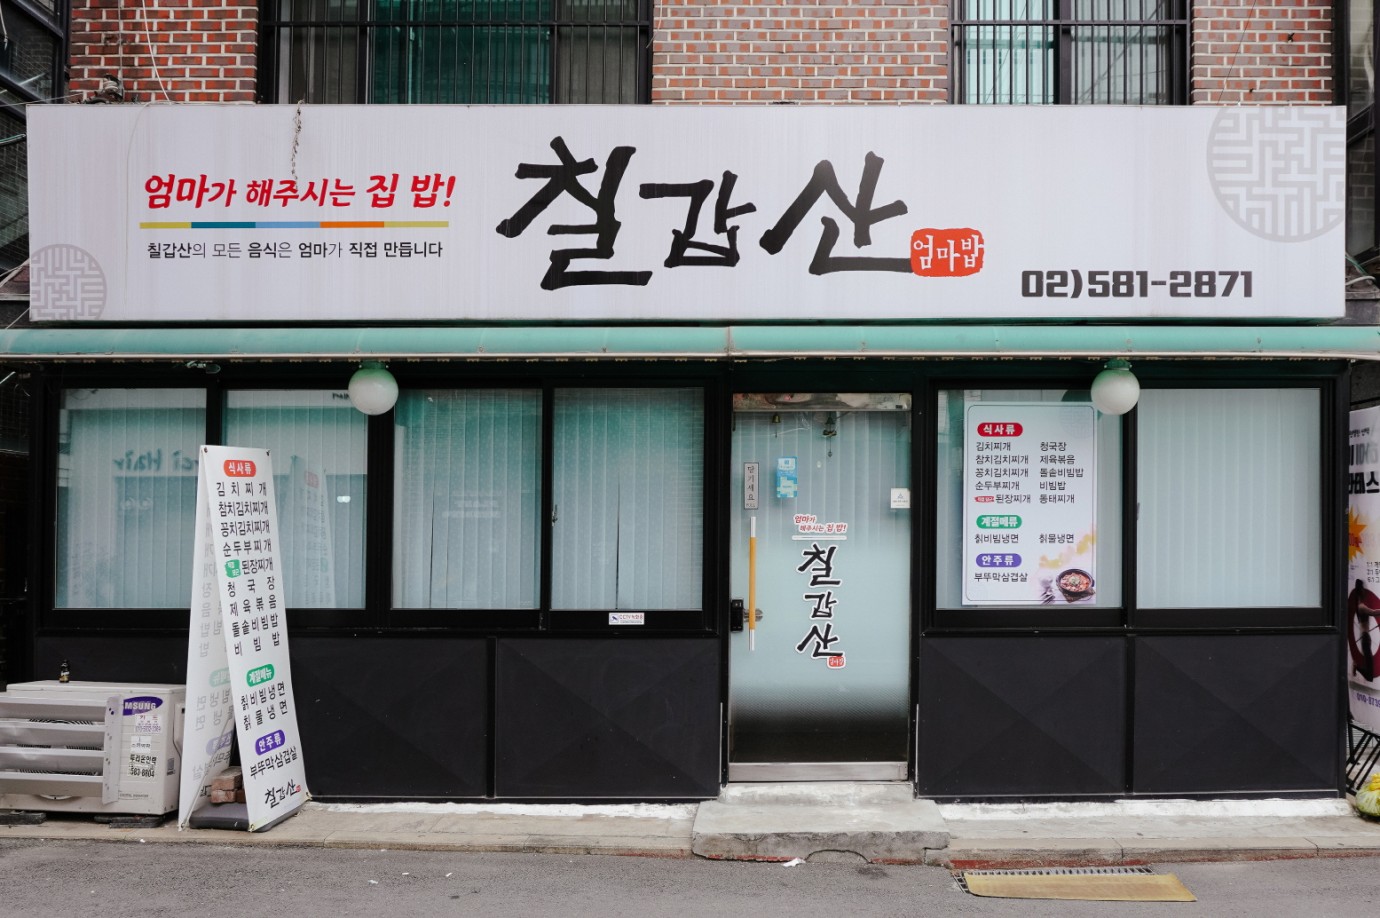 엄마가 해주시는 집 밥!
칠갑산의 모든 음식은 엄마가 직접 만듭니다
칠갑산
엄마밥
02)581-2871
식사류
김치찌개
참치김치찌개
꽁치김치찌개
순두부찌개
된장찌개
청국장
제육볶음
돌솥비빔밥
비빔밥
계절메뉴
칡비빔냉면
칡물냉면
안주류
부뚜막삼겹살
칠갑산
엄마가
해주시는 집 밥!
칠갑산
식사류
김치찌개 청국장
참치김치찌개 제육볶음
꽁치김치찌개 돌솥비빔밥
순두부찌개 비빔밥
된장찌개 동태찌개
계절메류
칡비빔냉면 칡물냉면
안주류
부뚜막삼겹살
MSUNG
583-8804